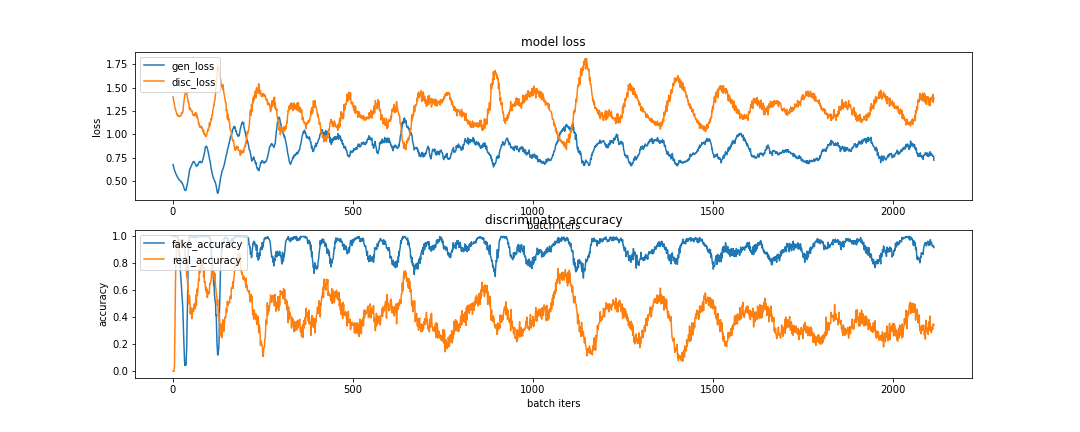 model loss
gen_loss
disc_loss
1.75
1.50
1.25
1.00
0.75
0.50
loss
0
500
1000
1500
2000
batch iters
discriminator accuracy
fake_accuracy
real_accuracy
1.0
0.8
0.6
0.4
0.2
0.0
accuracy
0
500
1000
1500
2000
batch iters